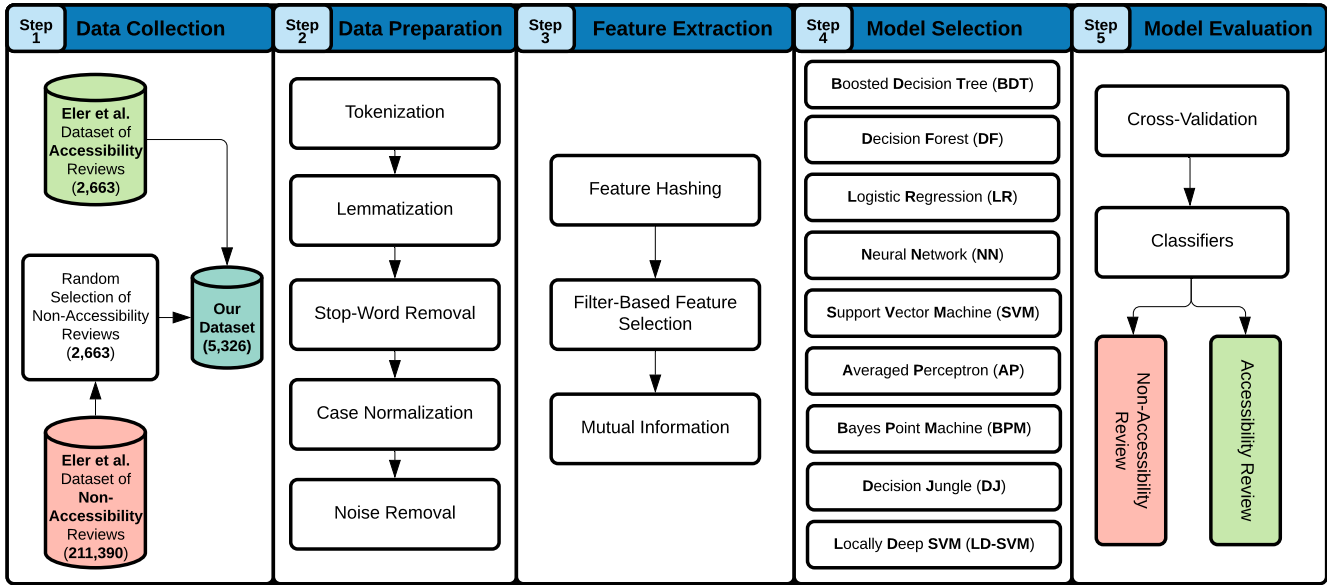 Step 1
Data Collection
Eler et al.
Dataset of
Accessibility
Reviews
(2,663)
Random
Selection of
Non-Accessibility
Reviews
(2,663)
Our
Dataset
(5,326)
Eler et al.
Dataset of
Non-
Accessibility
Reviews
(211,390)
Step 2
Data Preparation
Tokenization
Lemmatization
Stop-Word Removal
Case Normalization
Noise Removal
Step 3
Feature Extraction
Feature Hashing
Filter-Based Feature
Selection
Mutual Information
Step 4
Model Selection
Boosted Decision Tree (BDT)
Decision Forest (DF)
Logistic Regression (LR)
Neural Network (NN)
Support Vector Machine (SVM)
Averaged Perceptron (AP)
Bayes Point Machine (BPM)
Decision Jungle (DJ)
Locally Deep SVM (LD-SVM)
Step 5
Model Evaluation
Cross-Validation
Classifiers
Non-Accessibility
Review
Accessibility Review